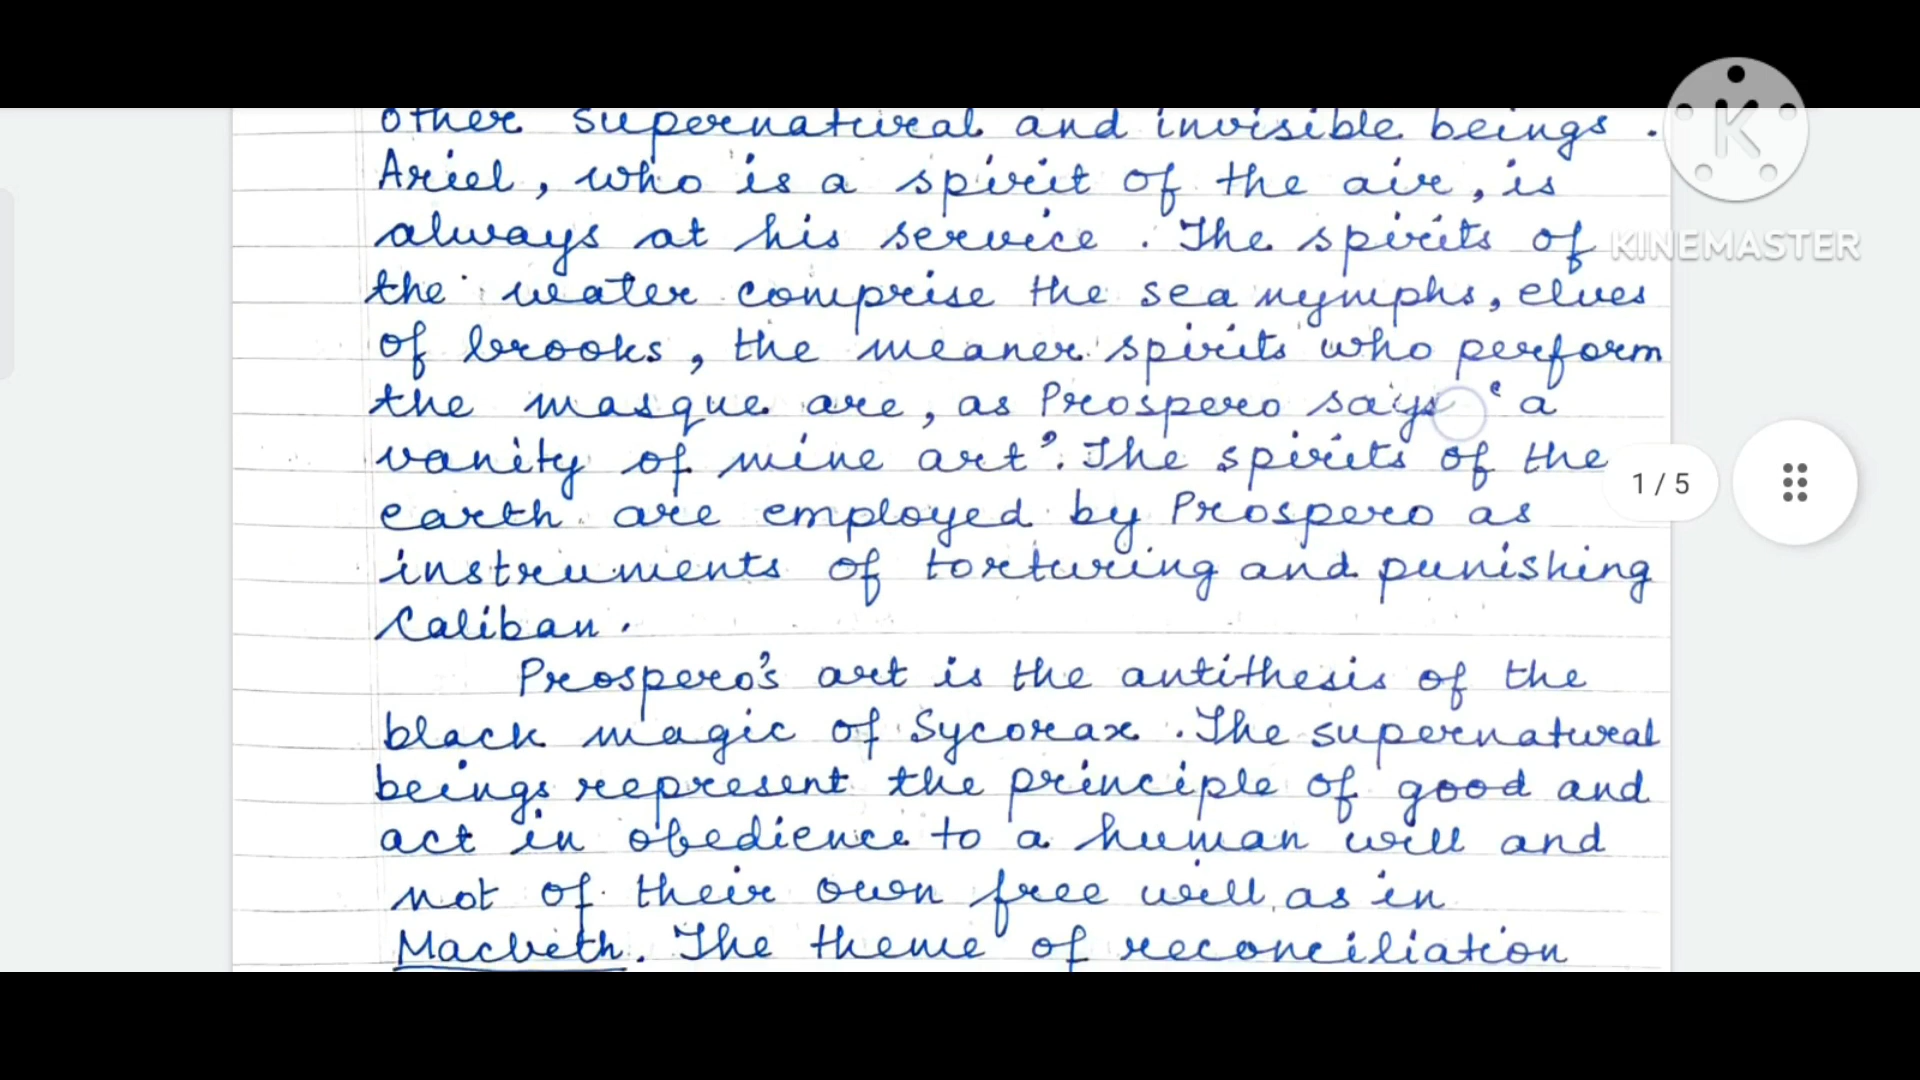 other supernatural and invisible beings.
Ariel, who is a spirit of the air, is
always at his service. The spirits of
the water comprise the sea nymphs, elves
of brooks, the meaner spirits who perform
the masque are, as Prospero says 'a
vanity of mine art'. The spirits of the
earth are employed by Prospero as
instruments of torturing and punishing
Caliban.
Prospero's art is the antithesis of the
black magic of Sycorax. The supernatural
beings represent the principle of good and
act in obedience to a human will and
not of their own free will as in
Macbeth. The theme of reconciliation
K
KINEMASTER
1 / 5